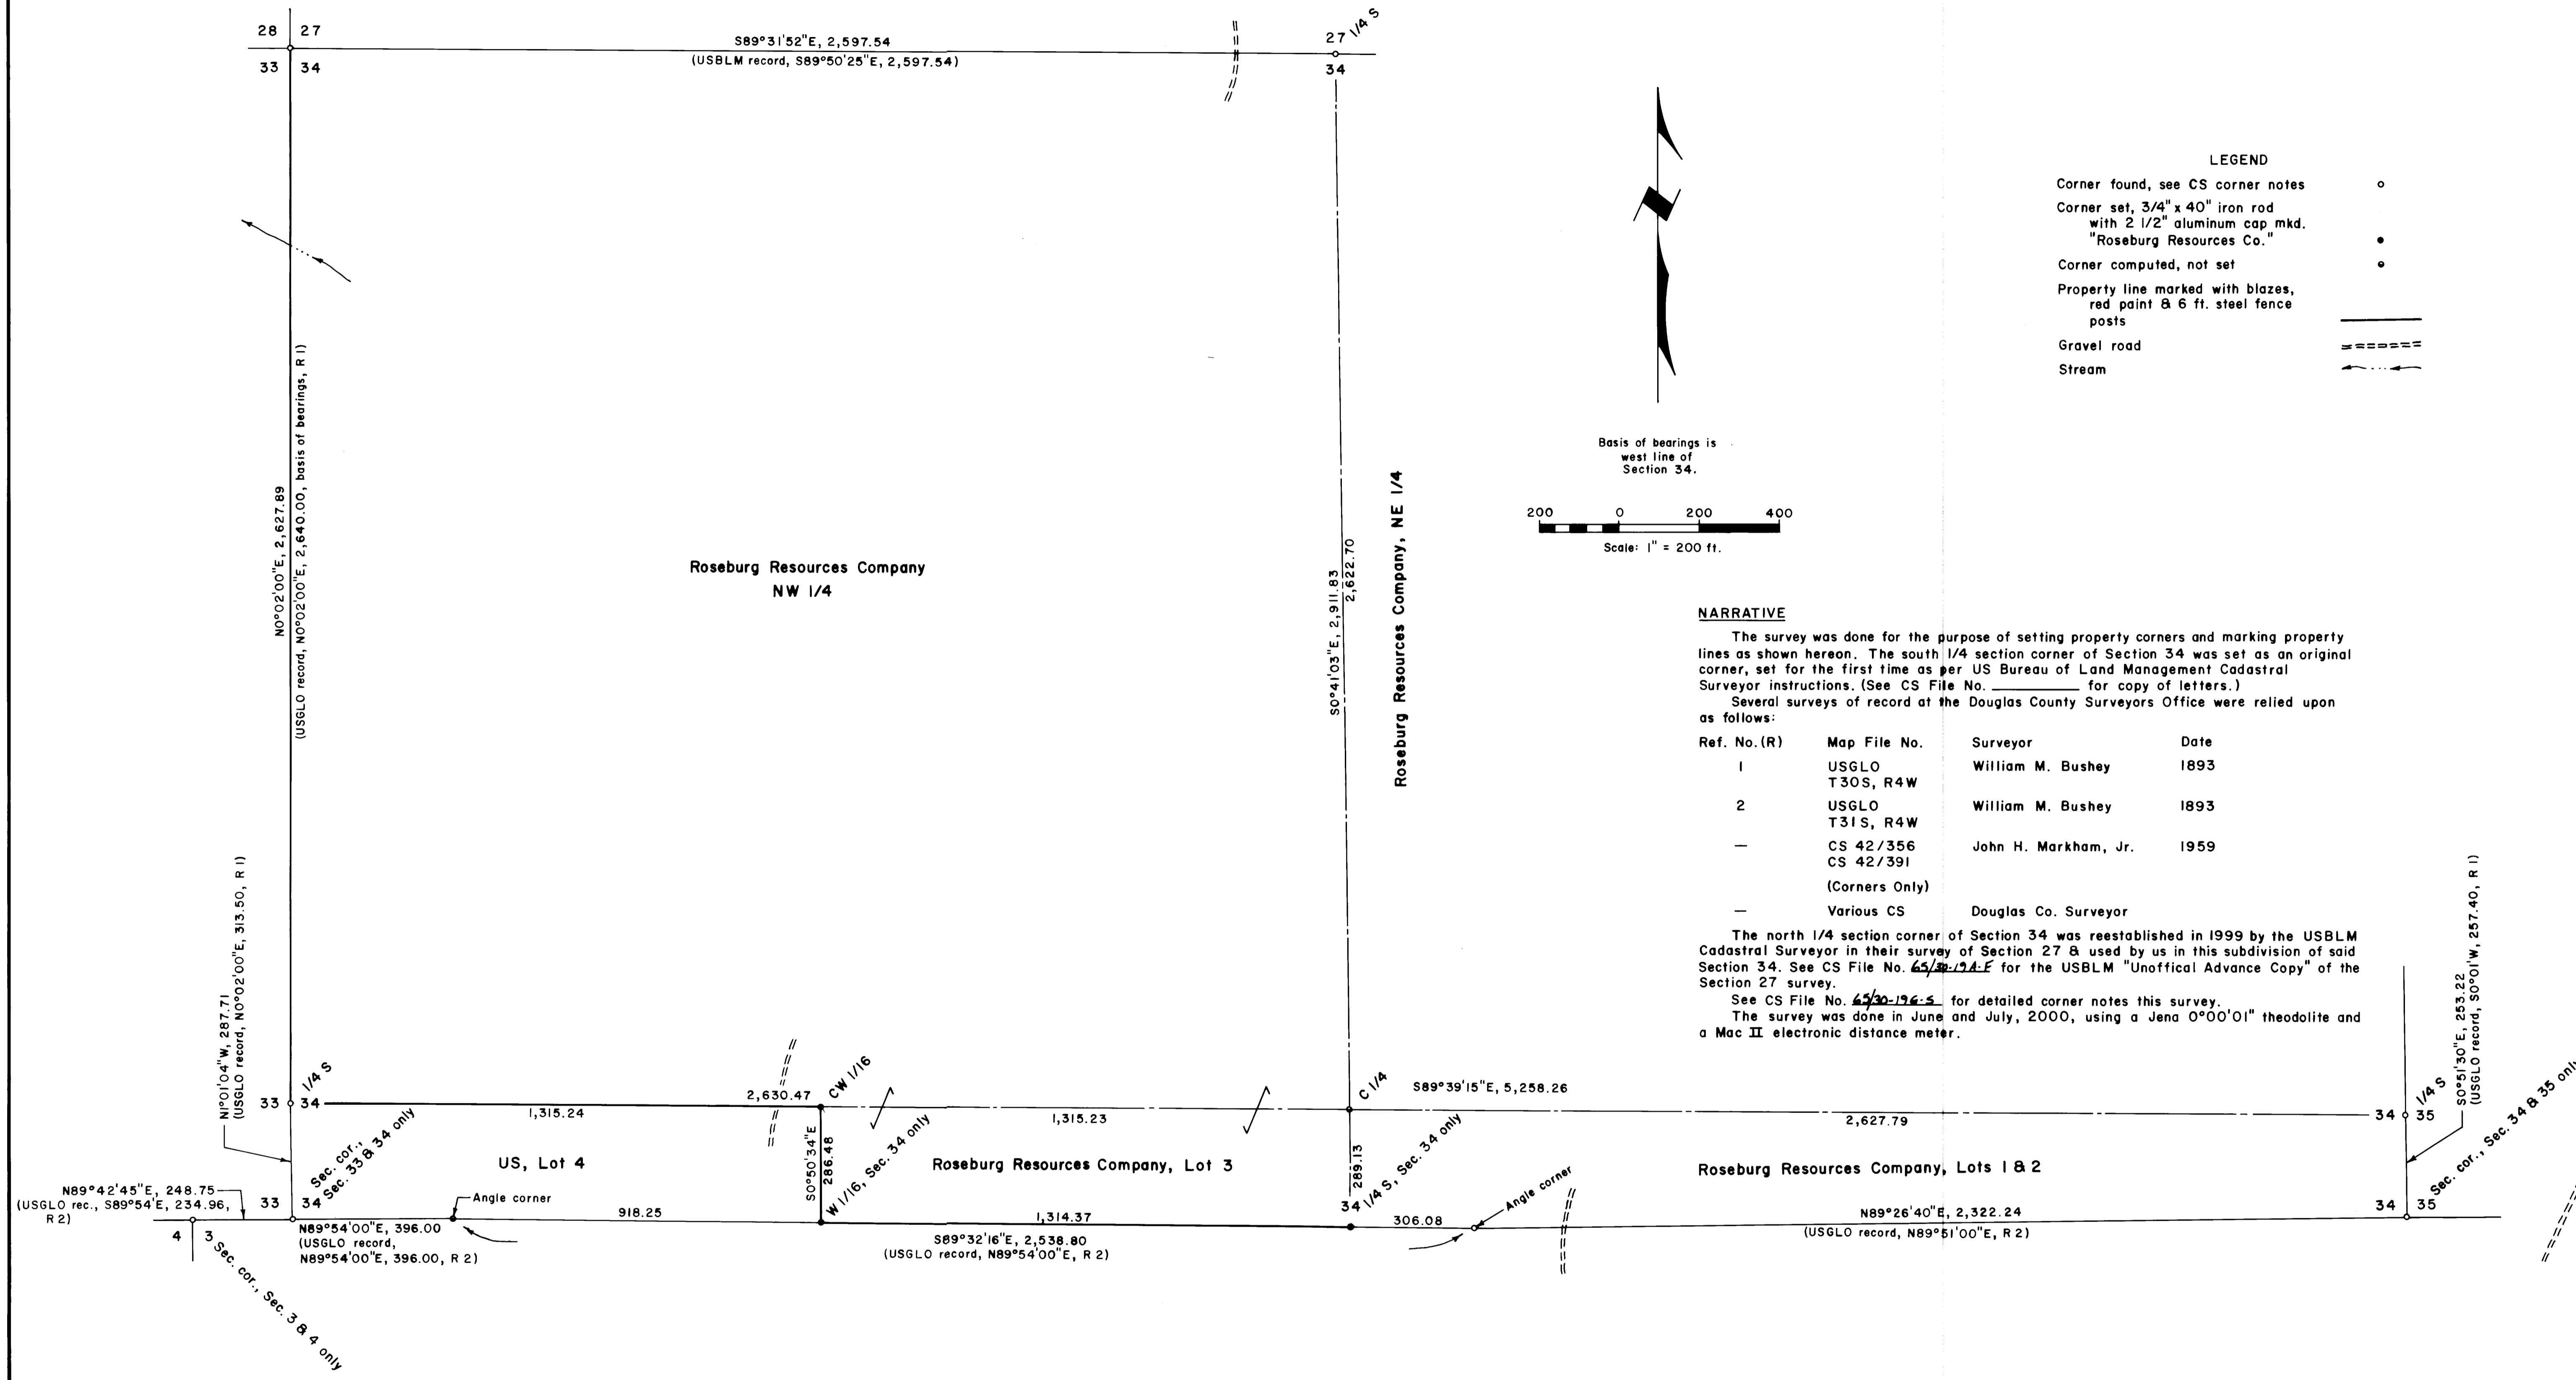 28 27
S89°31'52"E, 2,597.54
(USBLM record, S89°50'25"E, 2,597.54)
27 1/4 S
33 34
34
LEGEND
Corner found, see CS corner notes
Corner set, 3/4" x 40" iron rod
with 2 1/2" aluminum cap mkd.
"Roseburg Resources Co."
Corner computed, not set
Property line marked with blazes,
red paint & 6 ft. steel fence
posts
Gravel road
Stream
Basis of bearings is
west line of
Section 34.
200 0 200 400
Scale: 1" = 200 ft.
N0°02'00"E, 2,627.89
(USGLO record, N0°02'00"E, 2,640.00, basis of bearings, R 1)
Roseburg Resources Company
NW 1/4
S0°41'03"E, 2,911.83
2,622.70
Roseburg Resources Company, NE 1/4
NARRATIVE
The survey was done for the purpose of setting property corners and marking property
lines as shown hereon. The south 1/4 section corner of Section 34 was set as an original
corner, set for the first time as per US Bureau of Land Management Cadastral
Surveyor instructions. (See CS File No. __________ for copy of letters.)
Several surveys of record at the Douglas County Surveyors Office were relied upon
as follows:
Ref. No.(R) Map File No. Surveyor Date
1 USGLO William M. Bushey 1893
T30S, R4W
2 USGLO William M. Bushey 1893
T31S, R4W
— CS 42/356 John H. Markham, Jr. 1959
CS 42/391
(Corners Only)
— Various CS Douglas Co. Surveyor
The north 1/4 section corner of Section 34 was reestablished in 1999 by the USBLM
Cadastral Surveyor in their survey of Section 27 & used by us in this subdivision of said
Section 34. See CS File No. for the USBLM "Unoffical Advance Copy" of the
Section 27 survey.
See CS File No. for detailed corner notes this survey.
The survey was done in June and July, 2000, using a Jena 0°00'01" theodolite and
a Mac II electronic distance meter.
N1°01'04"W, 287.71
(USGLO record, N0°02'00"E, 313.50, R 1)
33 34
1/4 S
1,315.24
2,630.47
CW 1/16
1,315.23
C 1/4
S89°39'15"E, 5,258.26
2,627.79
34 35
1/4 S
S0°51'30"E, 253.22
(USGLO record, S0°01'W, 257.40, R 1)
Sec. cor., Sec. 34 & 35 only
Sec. cor.,
Sec. 33 & 34 only
US, Lot 4
S0°50'34"E
286.48
W 1/16, Sec. 34 only
Roseburg Resources Company, Lot 3
289.13
1/4 S, Sec. 34 only
Roseburg Resources Company, Lots 1 & 2
N89°42'45"E, 248.75
(USGLO rec., S89°54'E, 234.96,
R 2)
33 34
Angle corner
918.25
1,314.37
34
306.08
Angle corner
N89°26'40"E, 2,322.24
(USGLO record, N89°51'00"E, R 2)
34 35
4 3
N89°54'00"E, 396.00
(USGLO record,
N89°54'00"E, 396.00, R 2)
S89°32'16"E, 2,538.80
(USGLO record, N89°54'00"E, R 2)
Sec. cor., Sec. 3 & 4 only